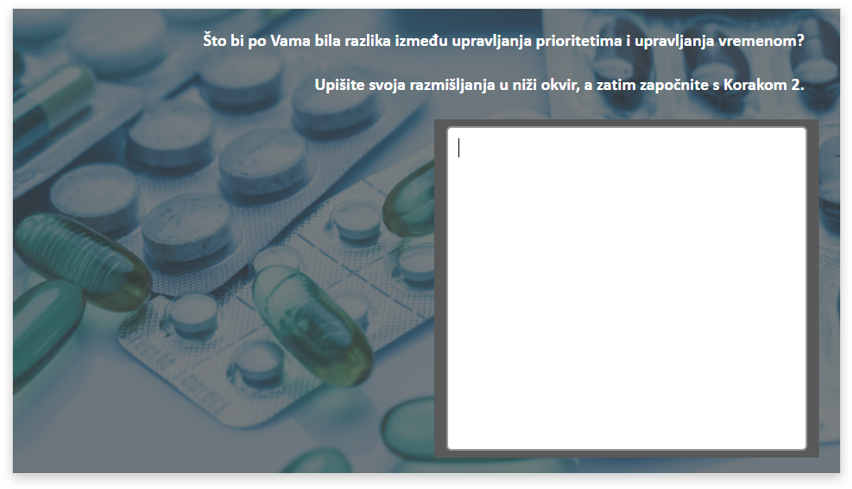 Što bi po Vama bila razlika između upravljanja prioritetima i upravljanja vremenom?
Upišite svoja razmišljanja u niži okvir, a zatim započnite s Korakom 2.